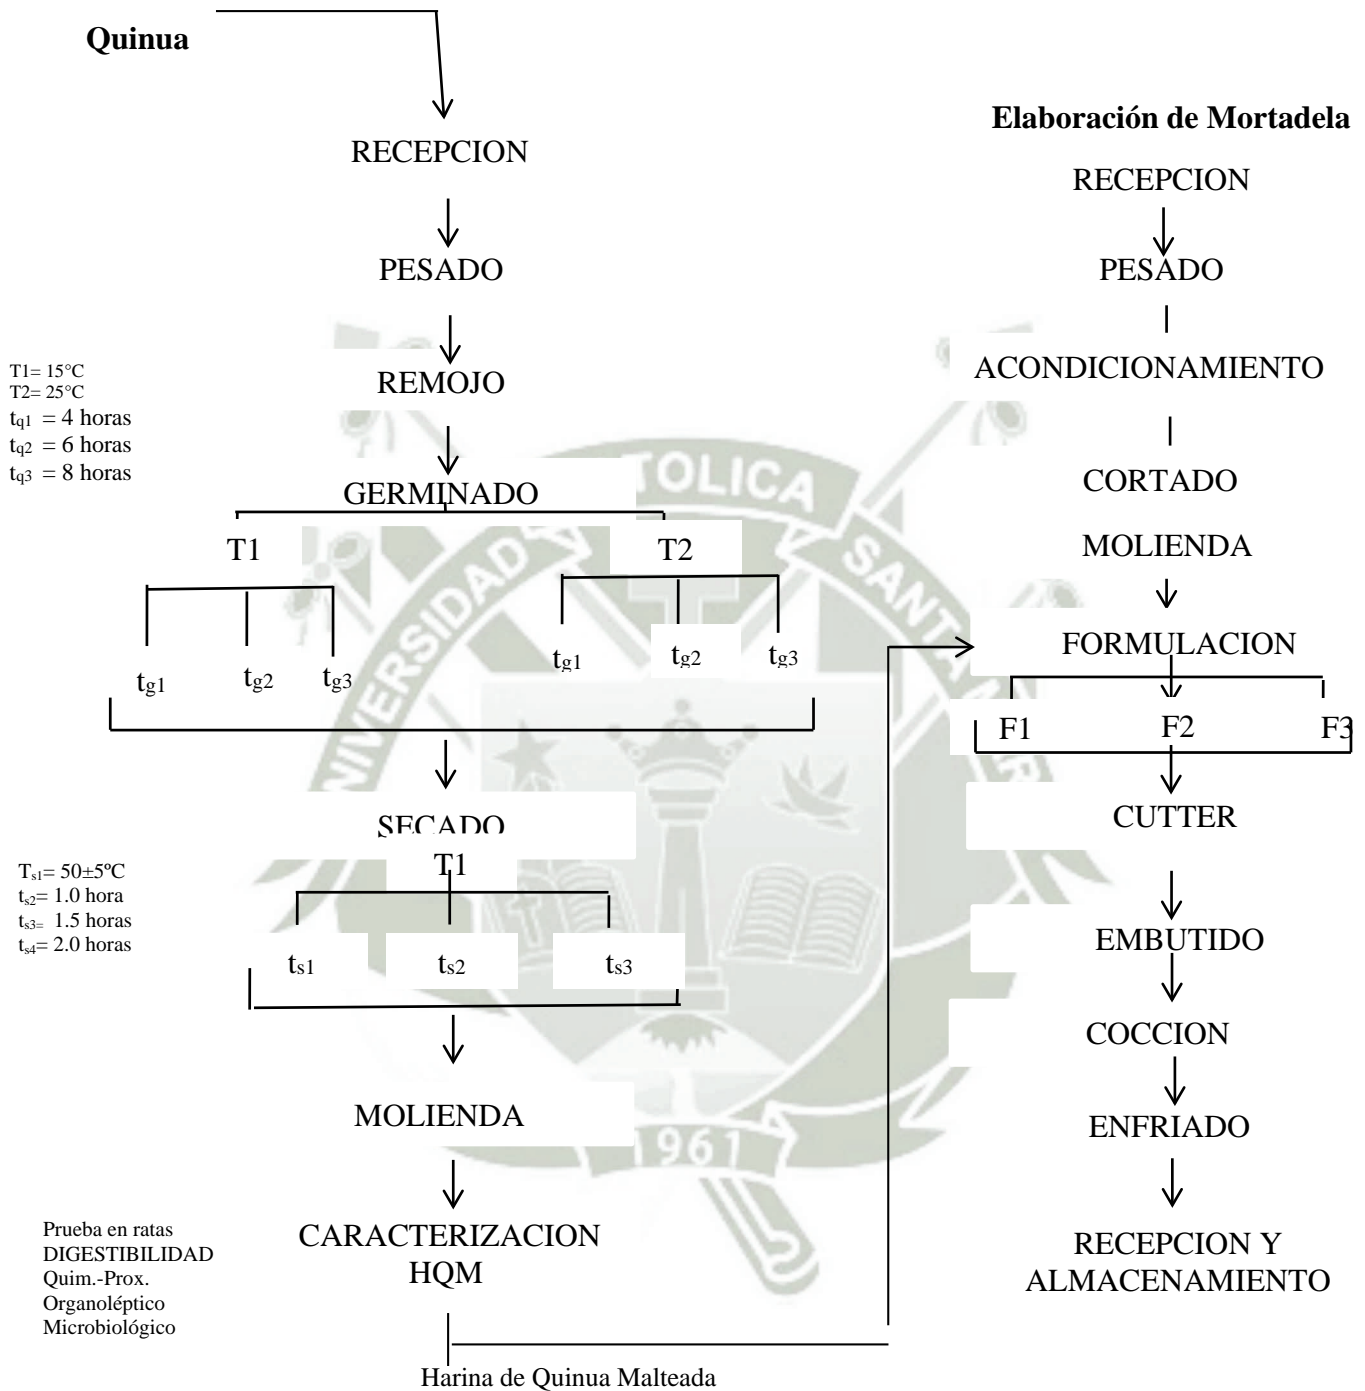 Quinua
RECEPCION
PESADO
T1= 15°C
T2= 25°C
tq1 = 4 horas
tq2 = 6 horas
tq3 = 8 horas
REMOJO
GERMINADO
T1
T2
tg1
tg2
tg3
tg1
tg2
tg3
SECADO
T1
Ts1= 50±5ºC
ts2= 1.0 hora
ts3= 1.5 horas
ts4= 2.0 horas
ts1
ts2
ts3
MOLIENDA
Prueba en ratas
DIGESTIBILIDAD
Quim.-Prox.
Organoléptico
Microbiológico
CARACTERIZACION
HQM
Harina de Quinua Malteada
Elaboración de Mortadela
RECEPCION
PESADO
ACONDICIONAMIENTO
CORTADO
MOLIENDA
FORMULACION
F1
F2
F3
CUTTER
EMBUTIDO
COCCION
ENFRIADO
RECEPCION Y
ALMACENAMIENTO
TOLICA
SANTA
1961